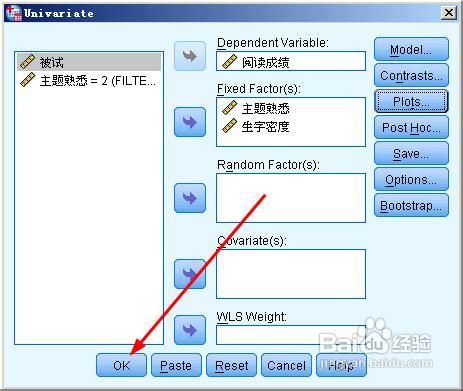 Univariate
被试
主题熟悉 = 2 (FILTE...
Dependent Variable:
阅读成绩
Fixed Factor(s):
主题熟悉
生字密度
Random Factor(s):
Covariate(s):
WLS Weight:
Model...
Contrasts...
Plots...
Post Hoc...
Save...
Options...
Bootstrap...
OK
Paste
Reset
Cancel
Help
Baidu 经验
jingyan.baidu.com